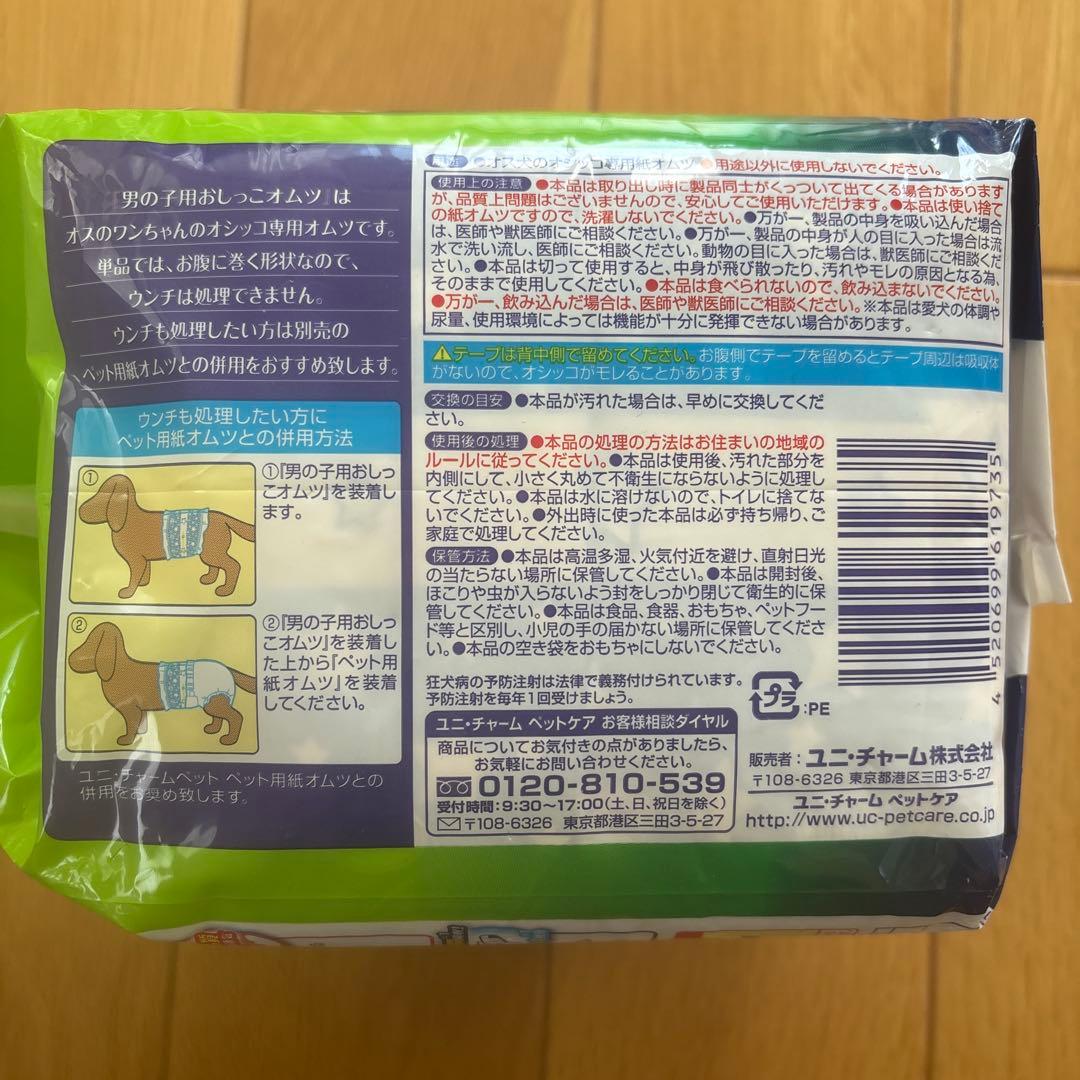 男の子用おしっこオムツ』は
オスのワンちゃんのオシッコ専用オムツです。
単品では、お腹に巻く形状なので、
ウンチは処理できません。
ウンチも処理したい方は別売の
ペット用紙オムツとの併用をおすすめ致します。
ウンチも処理したい方に
ペット用紙オムツとの併用方法
①
①『男の子用おしっ
こオムツ』を装着し
ます。
②
②『男の子用おしっ
こオムツ』を装着し
た上から『ペット用
紙オムツ』を装着
してください。
ユニ・チャームペット ペット用紙オムツとの
併用をお奨め致します。
用途 ●オス犬のオシッコ専用紙オムツ ●用途以外に使用しないでください。
使用上の注意 ●本品は取り出し時に製品同士がくっついて出てくる場合があります
が、品質上問題はございませんので、安心してご使用いただけます。●本品は使い捨て
の紙オムツですので、洗濯しないでください。●万が一、製品の中身を吸い込んだ場合
は、医師や獣医師にご相談ください。●万が一、製品の中身が人の目に入った場合は流
水で洗い流し、医師にご相談ください。動物の目に入った場合は、獣医師にご相談くだ
さい。●本品は切って使用すると、中身が飛び散ったり、汚れやモレの原因となる為、
そのままで使用してください。●本品は食べられないので、飲み込まないでください。
●万が一、飲み込んだ場合は、医師や獣医師にご相談ください。※本品は愛犬の体調や
尿量、使用環境によっては機能が十分に発揮できない場合があります。
⚠テープは背中側で留めてください。お腹側でテープを留めるとテープ周辺は吸収体
がないので、オシッコがモレることがあります。
交換の目安 ●本品が汚れた場合は、早めに交換してくだ
さい。
使用後の処理 ●本品の処理の方法はお住まいの地域の
ルールに従ってください。●本品は使用後、汚れた部分を
内側にして、小さく丸めて不衛生にならないように処理し
てください。●本品は水に溶けないので、トイレに捨てな
いでください。●外出時に使った本品は必ず持ち帰り、ご
家庭で処理してください。
保管方法 ●本品は高温多湿、火気付近を避け、直射日光
の当たらない場所に保管してください。●本品は開封後、
ほこりや虫が入らないよう封をしっかり閉じて衛生的に保
管してください。●本品は食品、食器、おもちゃ、ペットフー
ド等と区別し、小児の手の届かない場所に保管してくださ
い。●本品の空き袋をおもちゃにしないでください。
狂犬病の予防注射は法律で義務付けられています。
予防注射を毎年1回受けましょう。
ユニ・チャーム ペットケア お客様相談ダイヤル
商品についてお気付きの点がありましたら、
お気軽にお問い合わせください。
0120-810-539
受付時間:9:30~17:00(土、日、祝日を除く)
〒108-6326 東京都港区三田3-5-27
4 520699 619735
プラ :PE
販売者: ユニ・チャーム株式会社
〒108-6326 東京都港区三田3-5-27
ユニ・チャーム ペットケア
http://www.uc-petcare.co.jp